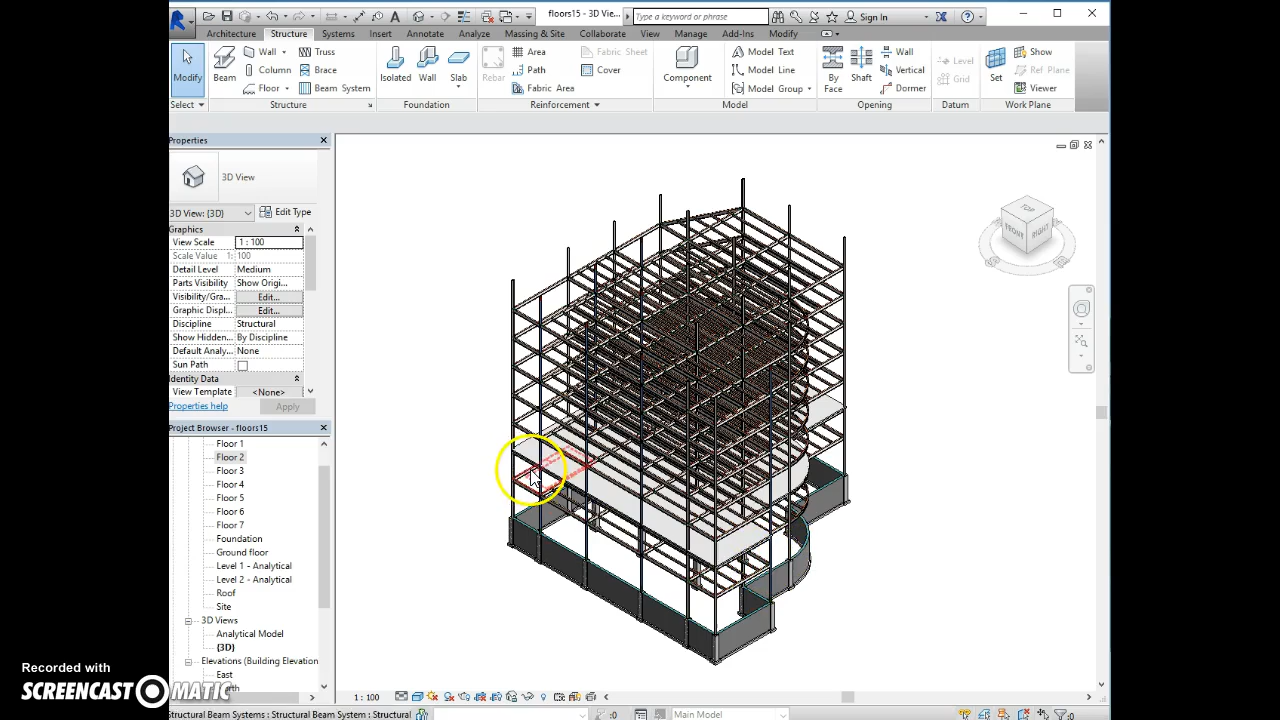 floors15 - 3D Vie...
Type a keyword or phrase
Sign In
Architecture Structure Systems Insert Annotate Analyze Massing & Site Collaborate View Manage Add-Ins Modify
Modify
Beam
Wall
Column
Floor
Truss
Brace
Beam System
Isolated
Wall
Slab
Rebar
Area
Path
Fabric Area
Fabric Sheet
Cover
Component
Model Text
Model Line
Model Group
By Face
Shaft
Wall
Vertical
Dormer
Level
Grid
Set
Show
Ref Plane
Viewer
Select Structure Foundation Reinforcement Model Opening Datum Work Plane
Properties
3D View
3D View: {3D} Edit Type
Graphics
View Scale 1 : 100
Scale Value 1: 100
Detail Level Medium
Parts Visibility Show Origi...
Visibility/Gra... Edit...
Graphic Displ... Edit...
Discipline Structural
Show Hidden... By Discipline
Default Analy... None
Sun Path
Identity Data
View Template <None>
Properties help Apply
Project Browser - floors15
Floor 1
Floor 2
Floor 3
Floor 4
Floor 5
Floor 6
Floor 7
Foundation
Ground floor
Level 1 - Analytical
Level 2 - Analytical
Roof
Site
3D Views
Analytical Model
{3D}
Elevations (Building Elevation
East
TOP
FRONT
RIGHT
1 : 100
Structural Beam Systems : Structural Beam System : Structural
:0
Main Model
:0
Recorded with
SCREENCAST MATIC